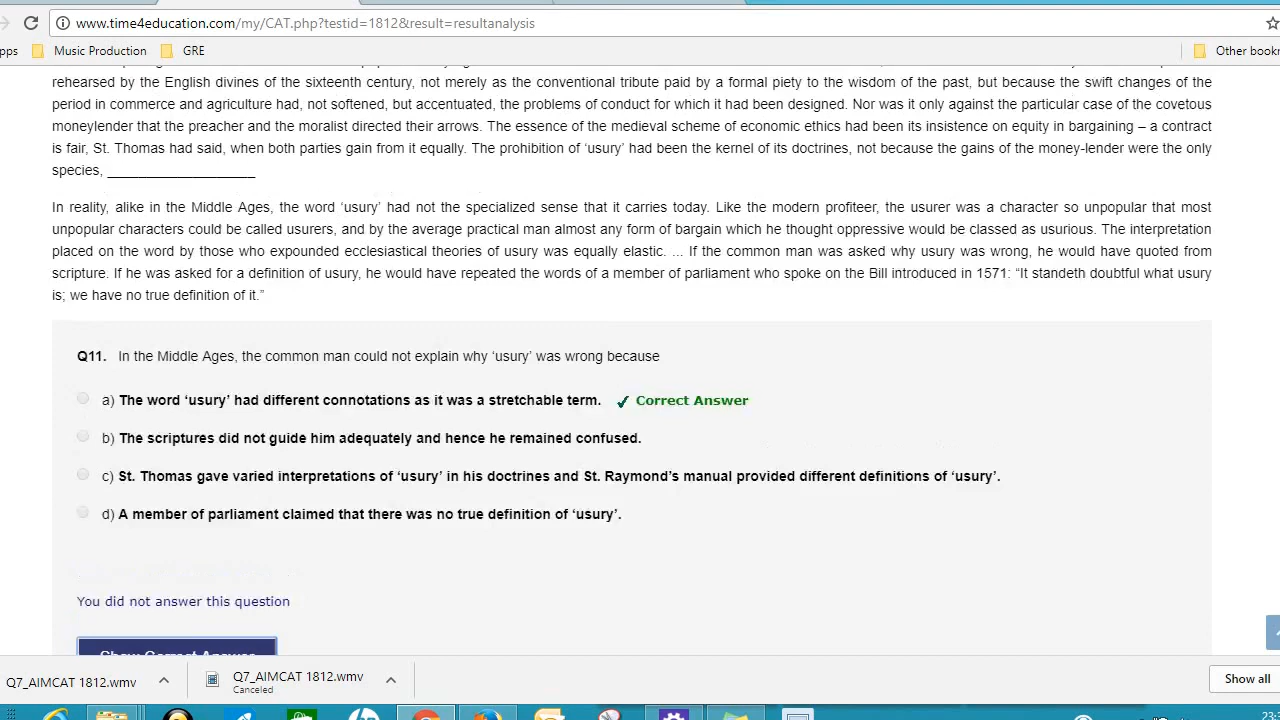 www.time4education.com/my/CAT.php?testid=1812&result=resultanalysis
pps Music Production GRE Other bookr
rehearsed by the English divines of the sixteenth century, not merely as the conventional tribute paid by a formal piety to the wisdom of the past, but because the swift changes of the
period in commerce and agriculture had, not softened, but accentuated, the problems of conduct for which it had been designed. Nor was it only against the particular case of the covetous
moneylender that the preacher and the moralist directed their arrows. The essence of the medieval scheme of economic ethics had been its insistence on equity in bargaining – a contract
is fair, St. Thomas had said, when both parties gain from it equally. The prohibition of ‘usury’ had been the kernel of its doctrines, not because the gains of the money-lender were the only
species, ___________________
In reality, alike in the Middle Ages, the word ‘usury’ had not the specialized sense that it carries today. Like the modern profiteer, the usurer was a character so unpopular that most
unpopular characters could be called usurers, and by the average practical man almost any form of bargain which he thought oppressive would be classed as usurious. The interpretation
placed on the word by those who expounded ecclesiastical theories of usury was equally elastic. ... If the common man was asked why usury was wrong, he would have quoted from
scripture. If he was asked for a definition of usury, he would have repeated the words of a member of parliament who spoke on the Bill introduced in 1571: “It standeth doubtful what usury
is; we have no true definition of it.”
Q11. In the Middle Ages, the common man could not explain why ‘usury’ was wrong because
a) The word ‘usury’ had different connotations as it was a stretchable term. ✓ Correct Answer
b) The scriptures did not guide him adequately and hence he remained confused.
c) St. Thomas gave varied interpretations of ‘usury’ in his doctrines and St. Raymond’s manual provided different definitions of ‘usury’.
d) A member of parliament claimed that there was no true definition of ‘usury’.
You did not answer this question
Show Correct Answer
Q7_AIMCAT 1812.wmv
Q7_AIMCAT 1812.wmv
Canceled
Show all